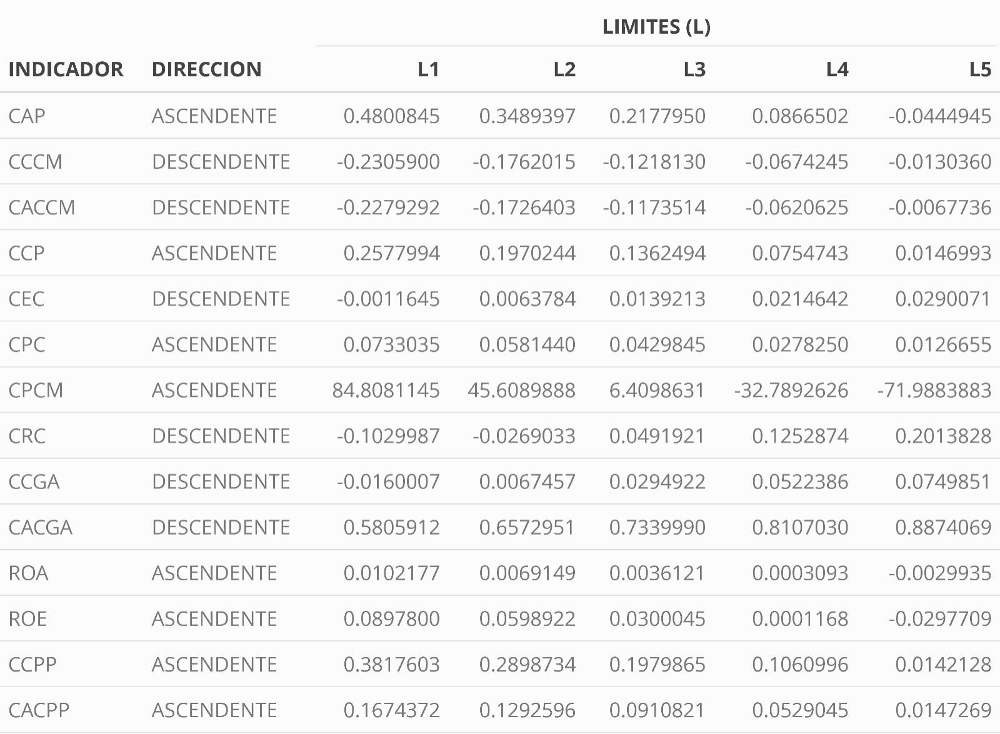 LIMITES (L)
INDICADOR DIRECCION L1 L2 L3 L4 L5
CAP ASCENDENTE 0.4800845 0.3489397 0.2177950 0.0866502 -0.0444945
CCCM DESCENDENTE -0.2305900 -0.1762015 -0.1218130 -0.0674245 -0.0130360
CACCM DESCENDENTE -0.2279292 -0.1726403 -0.1173514 -0.0620625 -0.0067736
CCP ASCENDENTE 0.2577994 0.1970244 0.1362494 0.0754743 0.0146993
CEC DESCENDENTE -0.0011645 0.0063784 0.0139213 0.0214642 0.0290071
CPC ASCENDENTE 0.0733035 0.0581440 0.0429845 0.0278250 0.0126655
CPCM ASCENDENTE 84.8081145 45.6089888 6.4098631 -32.7892626 -71.9883883
CRC DESCENDENTE -0.1029987 -0.0269033 0.0491921 0.1252874 0.2013828
CCGA DESCENDENTE -0.0160007 0.0067457 0.0294922 0.0522386 0.0749851
CACGA DESCENDENTE 0.5805912 0.6572951 0.7339990 0.8107030 0.8874069
ROA ASCENDENTE 0.0102177 0.0069149 0.0036121 0.0003093 -0.0029935
ROE ASCENDENTE 0.0897800 0.0598922 0.0300045 0.0001168 -0.0297709
CCPP ASCENDENTE 0.3817603 0.2898734 0.1979865 0.1060996 0.0142128
CACPP ASCENDENTE 0.1674372 0.1292596 0.0910821 0.0529045 0.0147269